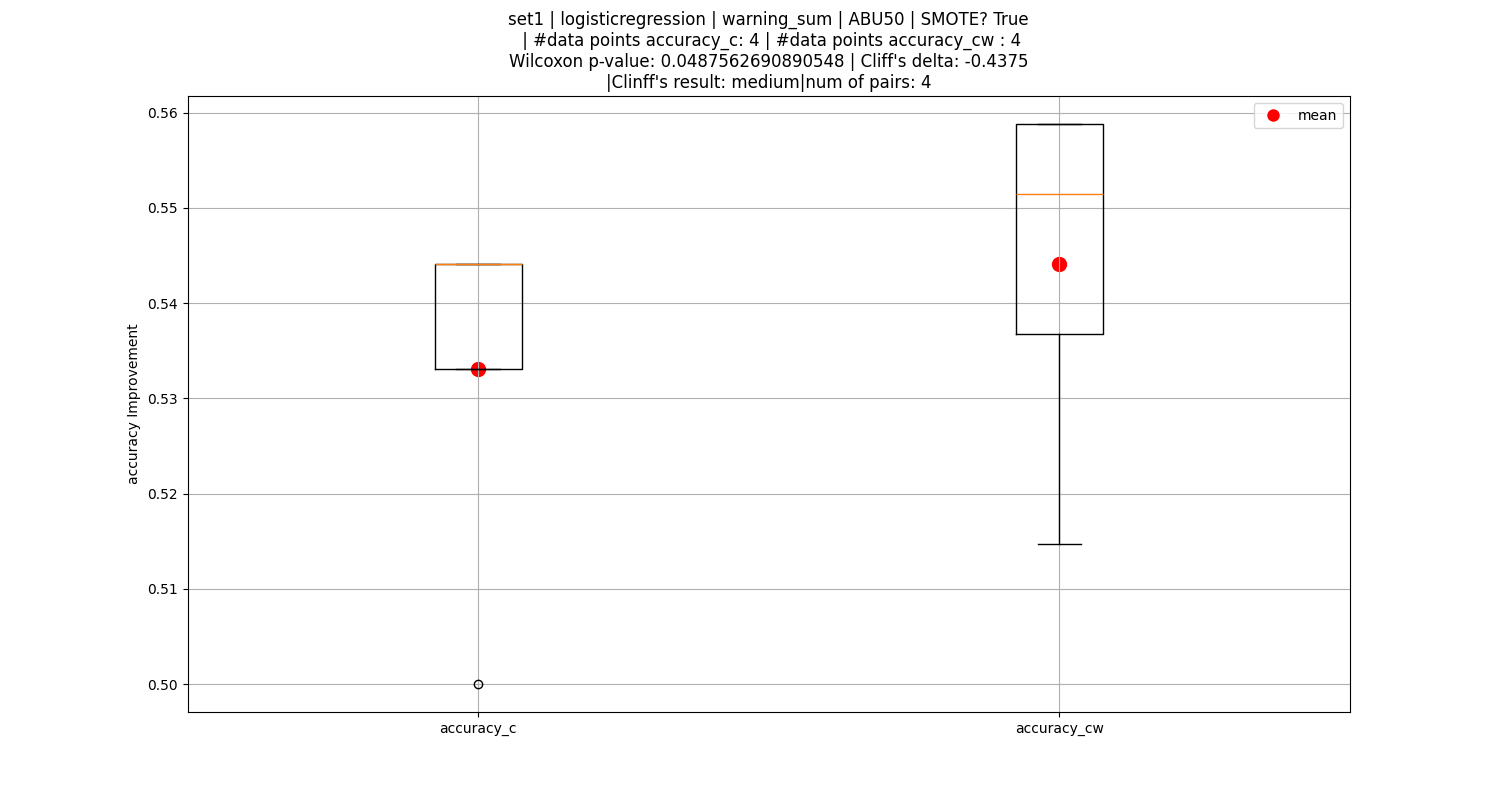 set1 | logisticregression | warning_sum | ABU50 | SMOTE? True
| #data points accuracy_c: 4 | #data points accuracy_cw : 4
Wilcoxon p-value: 0.0487562690890548 | Cliff's delta: -0.4375
|Clinff's result: medium|num of pairs: 4
mean
accuracy Improvement
0.56
0.55
0.54
0.53
0.52
0.51
0.50
accuracy_c
accuracy_cw